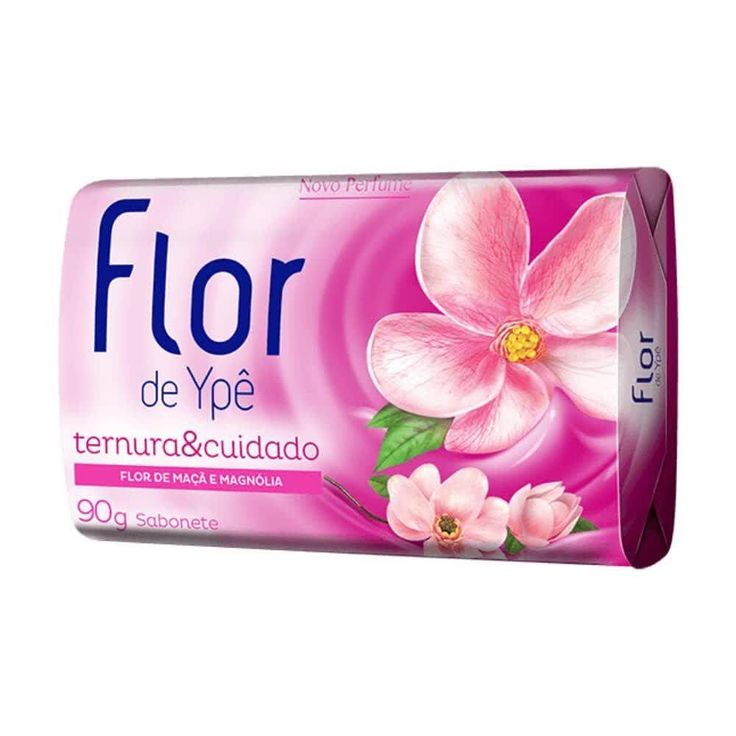 Novo Perfume
Flor
de Ypê
ternura&cuidado
FLOR DE MAÇÃ E MAGNÓLIA
90g Sabonete
Flor
de Ypê